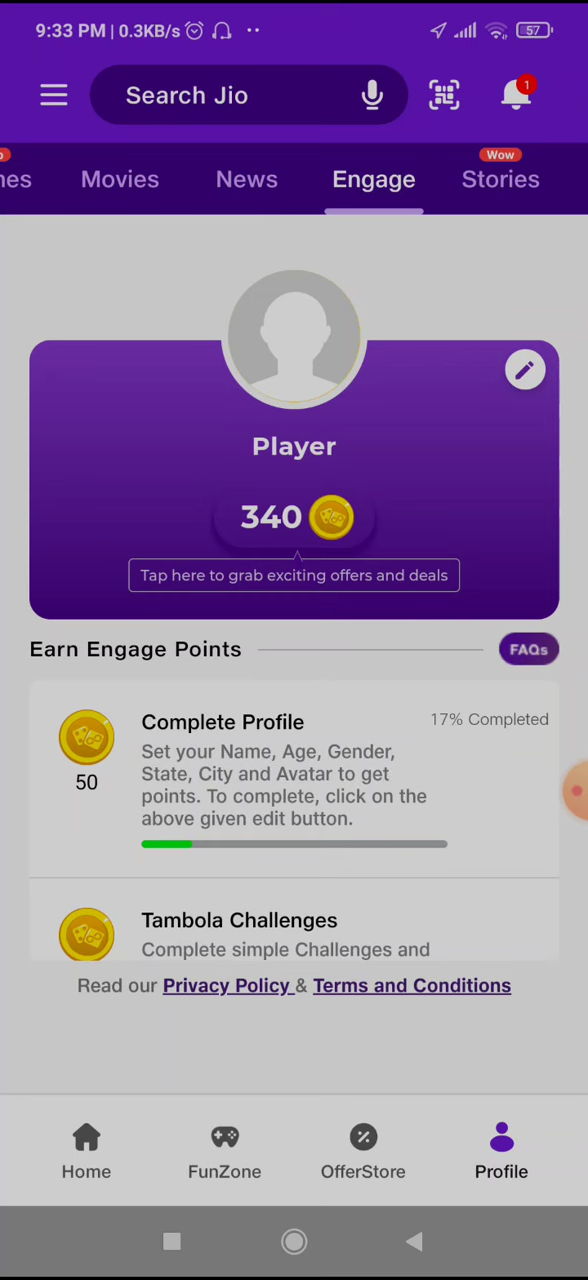 9:33 PM | 0.3KB/s
57
Search Jio
1
Movies
News
Engage
Wow
Stories
Player
340
Tap here to grab exciting offers and deals
Earn Engage Points
FAQs
Complete Profile
17% Completed
Set your Name, Age, Gender,
State, City and Avatar to get
points. To complete, click on the
above given edit button.
50
Tambola Challenges
Complete simple Challenges and
Read our Privacy Policy & Terms and Conditions
Home
FunZone
OfferStore
Profile